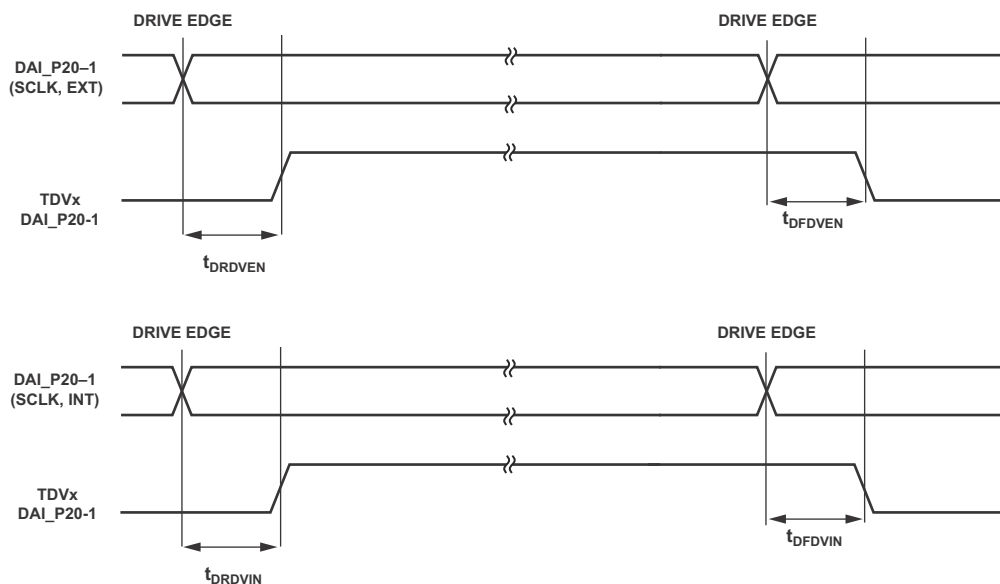 DRIVE EDGE
DRIVE EDGE
DAI_P20–1
(SCLK, EXT)
TDVx
DAI_P20-1
tDFDVEN
tDRDVEN
DRIVE EDGE
DRIVE EDGE
DAI_P20–1
(SCLK, INT)
TDVx
DAI_P20-1
tDFDVIN
tDRDVIN